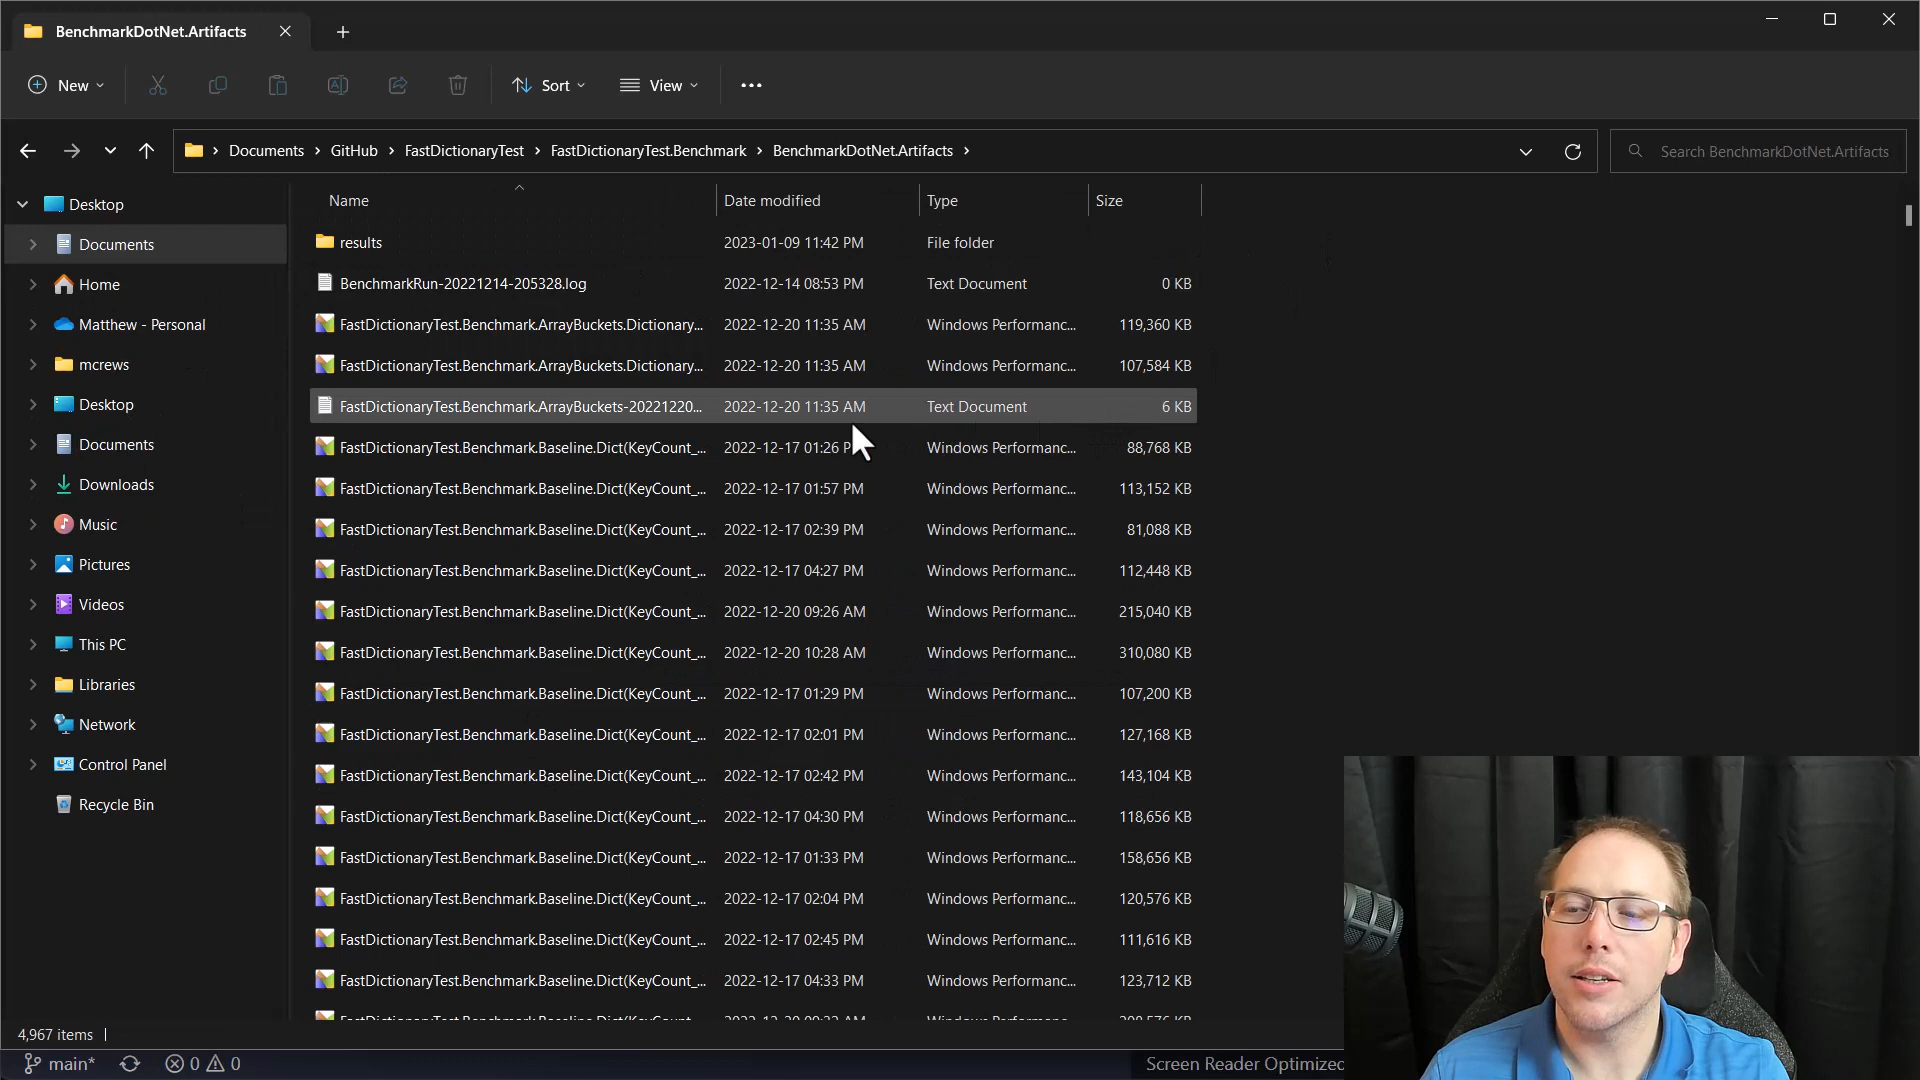 BenchmarkDotNet.Artifacts
New
Sort
View
Documents > GitHub > FastDictionaryTest > FastDictionaryTest.Benchmark > BenchmarkDotNet.Artifacts >
Search BenchmarkDotNet.Artifacts
Desktop
Documents
Home
Matthew - Personal
mcrews
Desktop
Documents
Downloads
Music
Pictures
Videos
This PC
Libraries
Network
Control Panel
Recycle Bin
Name Date modified Type Size
results 2023-01-09 11:42 PM File folder
BenchmarkRun-20221214-205328.log 2022-12-14 08:53 PM Text Document 0 KB
FastDictionaryTest.Benchmark.ArrayBuckets.Dictionary... 2022-12-20 11:35 AM Windows Performanc... 119,360 KB
FastDictionaryTest.Benchmark.ArrayBuckets.Dictionary... 2022-12-20 11:35 AM Windows Performanc... 107,584 KB
FastDictionaryTest.Benchmark.ArrayBuckets-20221220... 2022-12-20 11:35 AM Text Document 6 KB
FastDictionaryTest.Benchmark.Baseline.Dict(KeyCount_... 2022-12-17 01:26 Windows Performanc... 88,768 KB
FastDictionaryTest.Benchmark.Baseline.Dict(KeyCount_... 2022-12-17 01:57 PM Windows Performanc... 113,152 KB
FastDictionaryTest.Benchmark.Baseline.Dict(KeyCount_... 2022-12-17 02:39 PM Windows Performanc... 81,088 KB
FastDictionaryTest.Benchmark.Baseline.Dict(KeyCount_... 2022-12-17 04:27 PM Windows Performanc... 112,448 KB
FastDictionaryTest.Benchmark.Baseline.Dict(KeyCount_... 2022-12-20 09:26 AM Windows Performanc... 215,040 KB
FastDictionaryTest.Benchmark.Baseline.Dict(KeyCount_... 2022-12-20 10:28 AM Windows Performanc... 310,080 KB
FastDictionaryTest.Benchmark.Baseline.Dict(KeyCount_... 2022-12-17 01:29 PM Windows Performanc... 107,200 KB
FastDictionaryTest.Benchmark.Baseline.Dict(KeyCount_... 2022-12-17 02:01 PM Windows Performanc... 127,168 KB
FastDictionaryTest.Benchmark.Baseline.Dict(KeyCount_... 2022-12-17 02:42 PM Windows Performanc... 143,104 KB
FastDictionaryTest.Benchmark.Baseline.Dict(KeyCount_... 2022-12-17 04:30 PM Windows Performanc... 118,656 KB
FastDictionaryTest.Benchmark.Baseline.Dict(KeyCount_... 2022-12-17 01:33 PM Windows Performanc... 158,656 KB
FastDictionaryTest.Benchmark.Baseline.Dict(KeyCount_... 2022-12-17 02:04 PM Windows Performanc... 120,576 KB
FastDictionaryTest.Benchmark.Baseline.Dict(KeyCount_... 2022-12-17 02:45 PM Windows Performanc... 111,616 KB
FastDictionaryTest.Benchmark.Baseline.Dict(KeyCount_... 2022-12-17 04:33 PM Windows Performanc... 123,712 KB
4,967 items
main* 0 0
Screen Reader Optimized